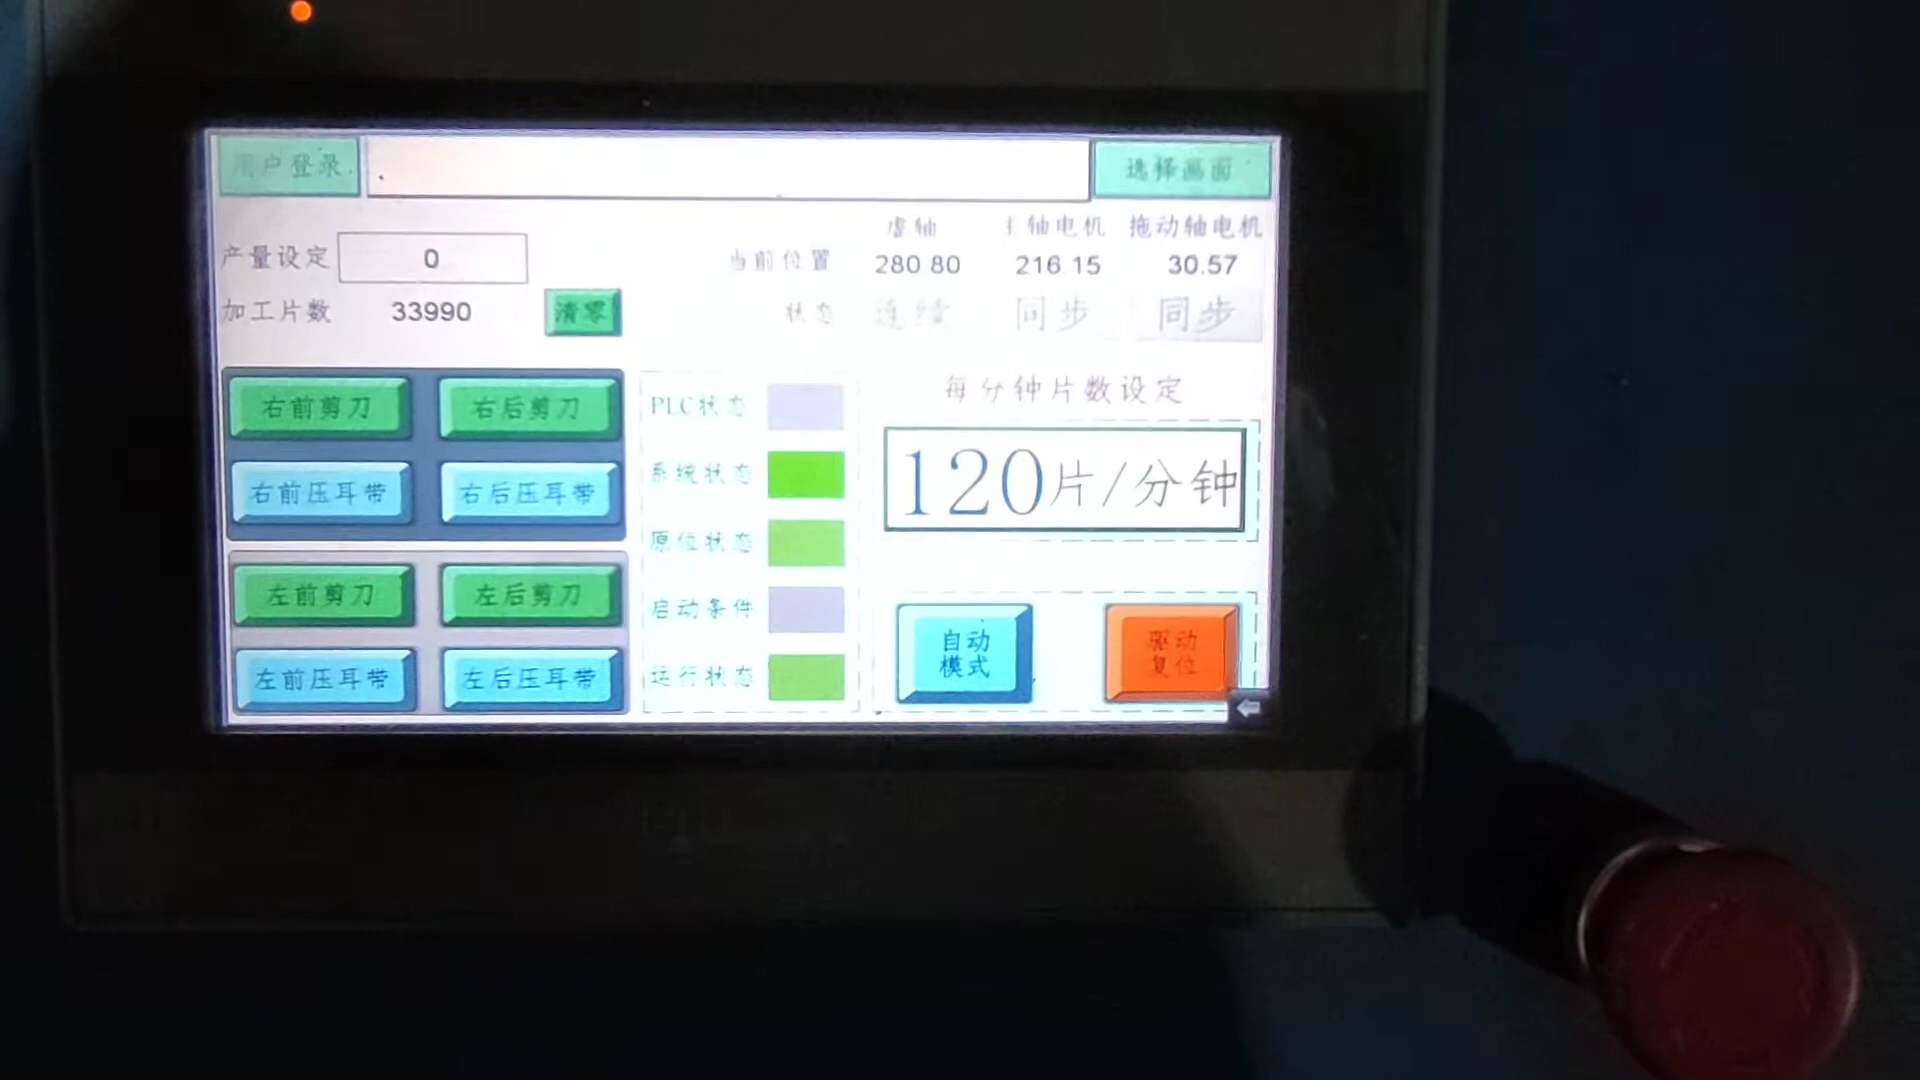 用户登录
选择画面
虚轴 主轴电机 拖动轴电机
产量设定 0
当前位置 280.80 216.15 30.57
加工片数 33990 清零
状态 连续 同步 同步
右前剪刀 右后剪刀
PLC状态
每分钟片数设定
右前压耳带 右后压耳带
系统状态
120片/分钟
原位状态
左前剪刀 左后剪刀
启动条件
自动
模式
驱动
复位
左前压耳带 左后压耳带
运行状态